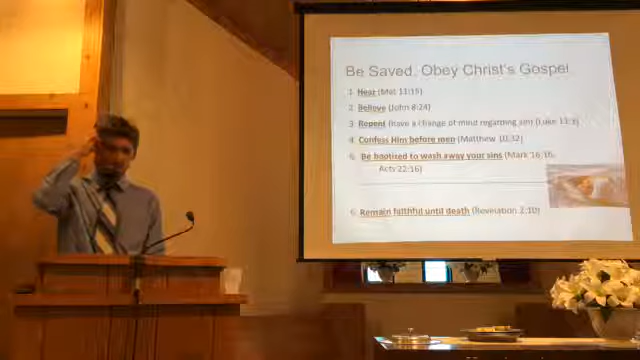 Be Saved, Obey Christ's Gospel
1. Hear (Mat 11:15)
2. Believe (John 8:24)
3. Repent (have a change of mind regarding sin) (Luke 13:3)
4. Confess Him before men (Matthew 10:32)
5. Be baptized to wash away your sins (Mark 16:16,
Acts 22:16)
6. Remain faithful until death (Revelation 2:10)